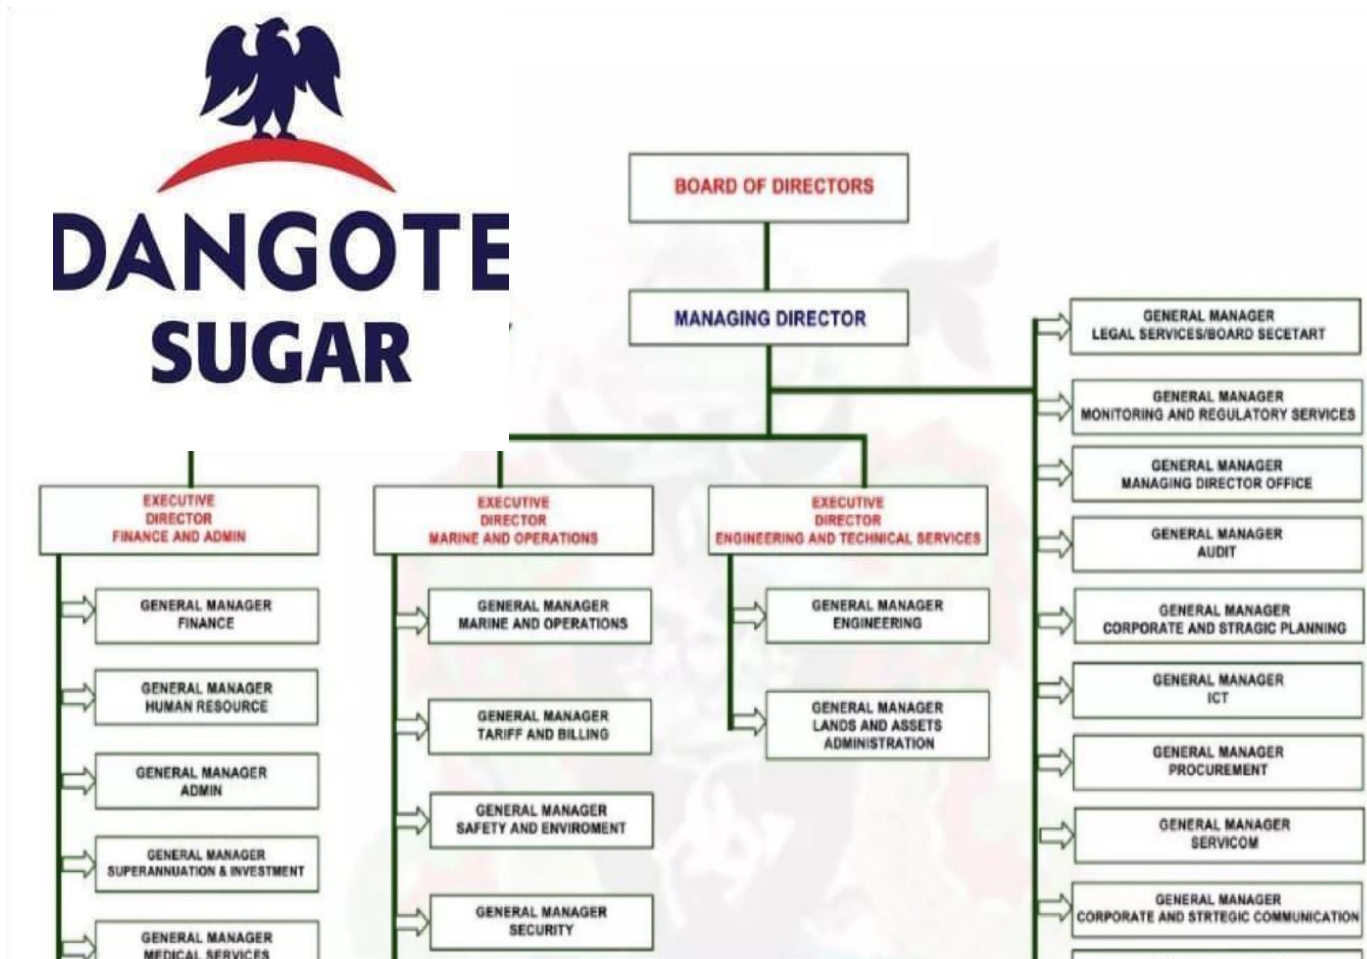 DANGOTE
SUGAR
BOARD OF DIRECTORS
MANAGING DIRECTOR
EXECUTIVE
DIRECTOR
FINANCE AND ADMIN
GENERAL MANAGER
FINANCE
GENERAL MANAGER
HUMAN RESOURCE
GENERAL MANAGER
ADMIN
GENERAL MANAGER
SUPERANNUATION & INVESTMENT
GENERAL MANAGER
MEDICAL SERVICES
EXECUTIVE
DIRECTOR
MARINE AND OPERATIONS
GENERAL MANAGER
MARINE AND OPERATIONS
GENERAL MANAGER
TARIFF AND BILLING
GENERAL MANAGER
SAFETY AND ENVIROMENT
GENERAL MANAGER
SECURITY
EXECUTIVE
DIRECTOR
ENGINEERING AND TECHNICAL SERVICES
GENERAL MANAGER
ENGINEERING
GENERAL MANAGER
LANDS AND ASSETS
ADMINISTRATION
GENERAL MANAGER
LEGAL SERVICES/BOARD SECETART
GENERAL MANAGER
MONITORING AND REGULATORY SERVICES
GENERAL MANAGER
MANAGING DIRECTOR OFFICE
GENERAL MANAGER
AUDIT
GENERAL MANAGER
CORPORATE AND STRAGIC PLANNING
GENERAL MANAGER
ICT
GENERAL MANAGER
PROCUREMENT
GENERAL MANAGER
SERVICOM
GENERAL MANAGER
CORPORATE AND STRTEGIC COMMUNICATION